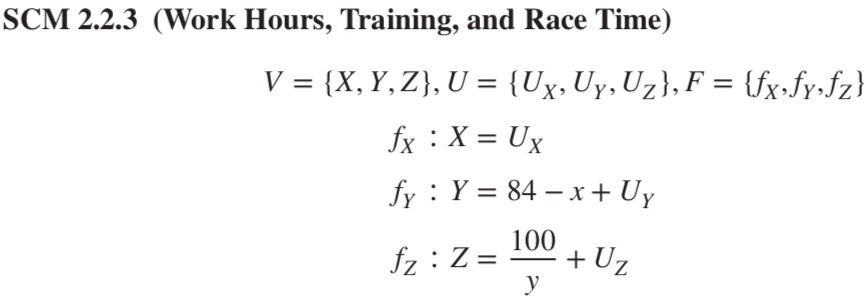 SCM 2.2.3 (Work Hours, Training, and Race Time)
V = {X, Y, Z}, U = {U_X, U_Y, U_Z}, F = {f_X, f_Y, f_Z}
f_X : X = U_X
f_Y : Y = 84 − x + U_Y
f_Z : Z = 100/y + U_Z